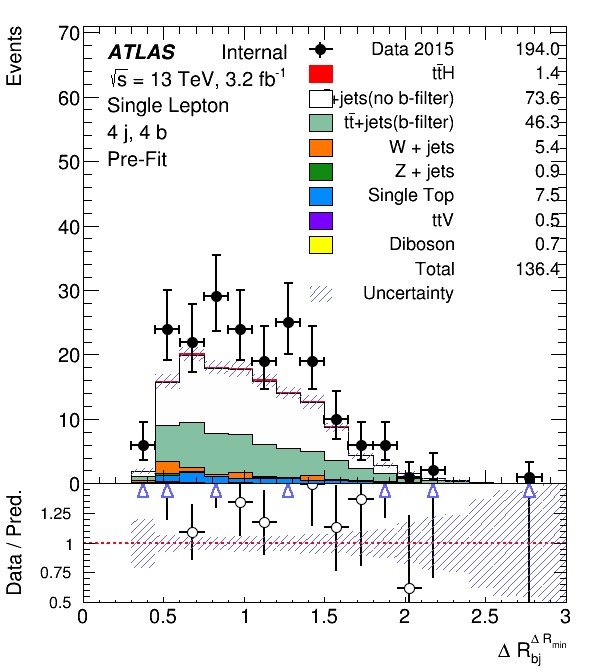 Events
70
60
50
40
30
20
10
0
ATLAS Internal
√s = 13 TeV, 3.2 fb⁻¹
Single Lepton
4 j, 4 b
Pre-Fit
Data 2015 194.0
tt̄H 1.4
+jets(no b-filter) 73.6
tt̄+jets(b-filter) 46.3
W + jets 5.4
Z + jets 0.9
Single Top 7.5
ttV 0.5
Diboson 0.7
Total 136.4
Uncertainty
Data / Pred.
1.25
1
0.75
0.5
0 0.5 1 1.5 2 2.5 3
Δ R_bj^Δ R_min